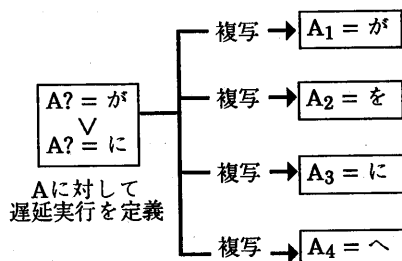 複写 A1 = が
A? = が
∨
A? = に
複写 A2 = を
Aに対して
遅延実行を定義
複写 A3 = に
複写 A4 = へ